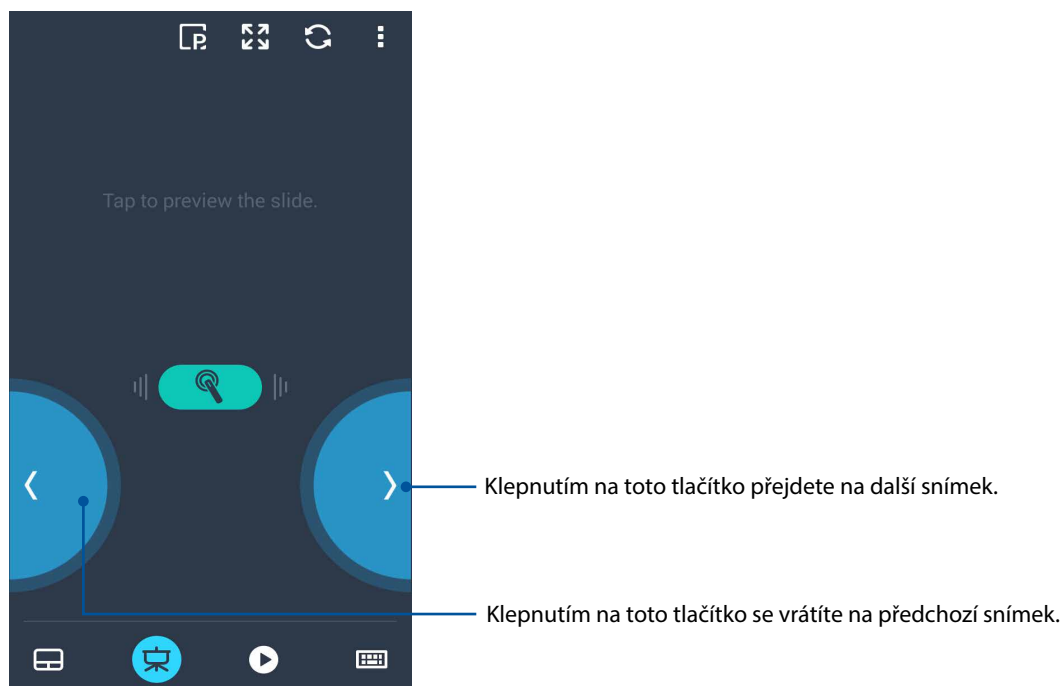 Tap to preview the slide.
Klepnutím na toto tlačítko přejdete na další snímek.
Klepnutím na toto tlačítko se vrátíte na předchozí snímek.